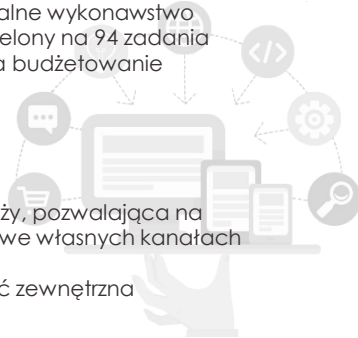 alne wykonawstwo
elony na 94 zadania
a budżetowanie
ży, pozwalająca na
we własnych kanałach
ć zewnętrzna